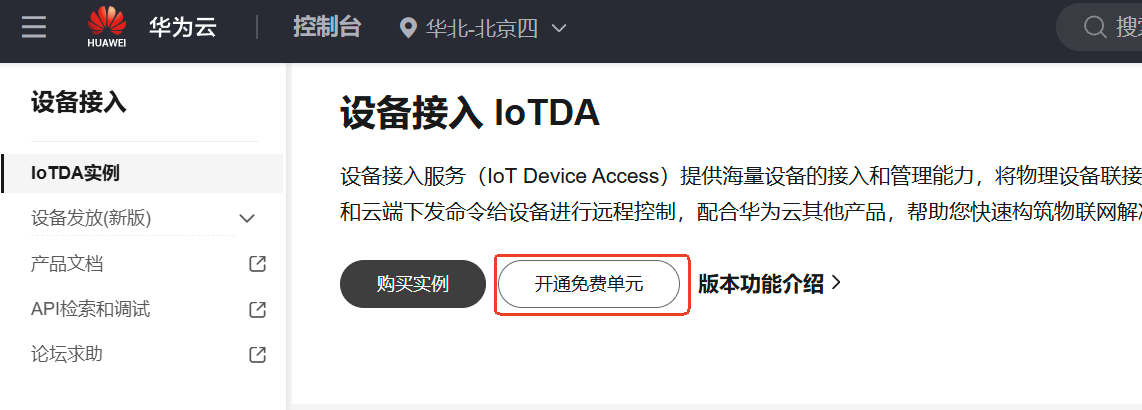 HUAWEI
华为云
控制台
华北-北京四
搜
设备接入
IoTDA实例
设备发放(新版)
产品文档
API检索和调试
论坛求助
设备接入 IoTDA
设备接入服务（IoT Device Access）提供海量设备的接入和管理能力，将物理设备联接
和云端下发命令给设备进行远程控制，配合华为云其他产品，帮助您快速构筑物联网解
购买实例
开通免费单元
版本功能介绍